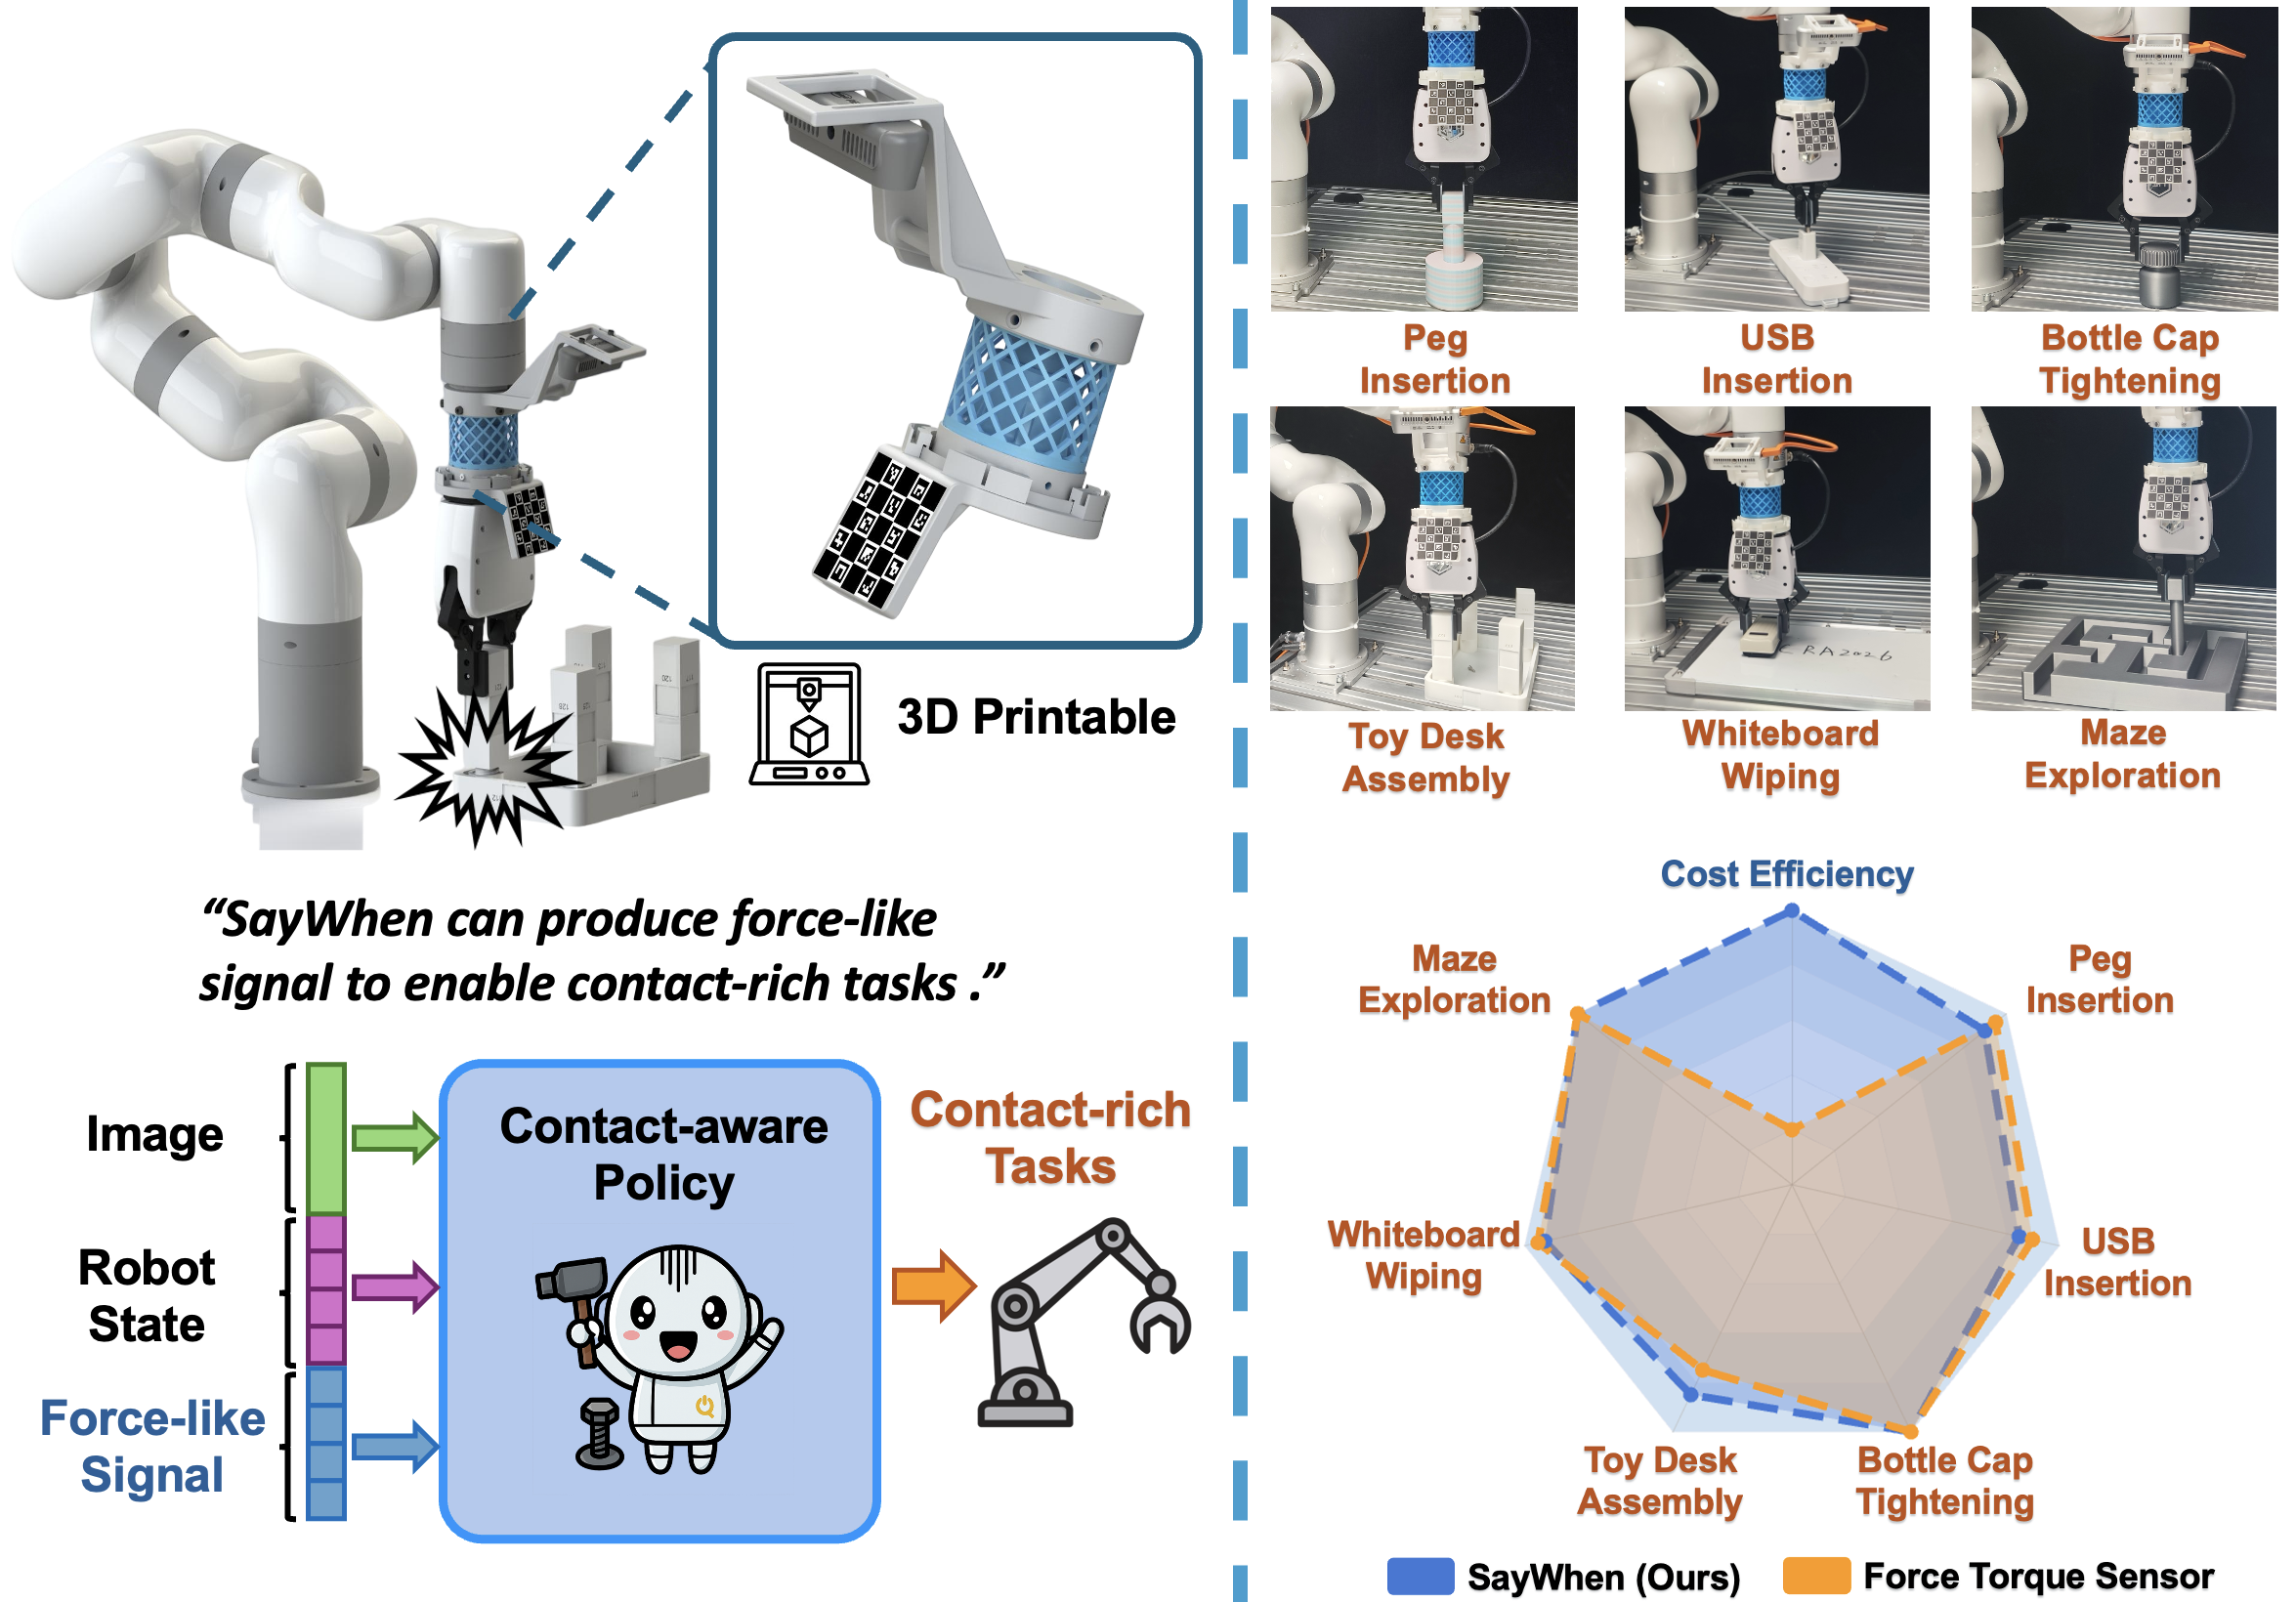 3D Printable
“SayWhen can produce force-like
signal to enable contact-rich tasks .”
Image
Robot
State
Force-like
Signal
Contact-aware
Policy
Contact-rich
Tasks
Peg
Insertion
USB
Insertion
Bottle Cap
Tightening
RA2026
Toy Desk
Assembly
Whiteboard
Wiping
Maze
Exploration
Cost Efficiency
Maze
Exploration
Peg
Insertion
Whiteboard
Wiping
USB
Insertion
Toy Desk
Assembly
Bottle Cap
Tightening
SayWhen (Ours)
Force Torque Sensor